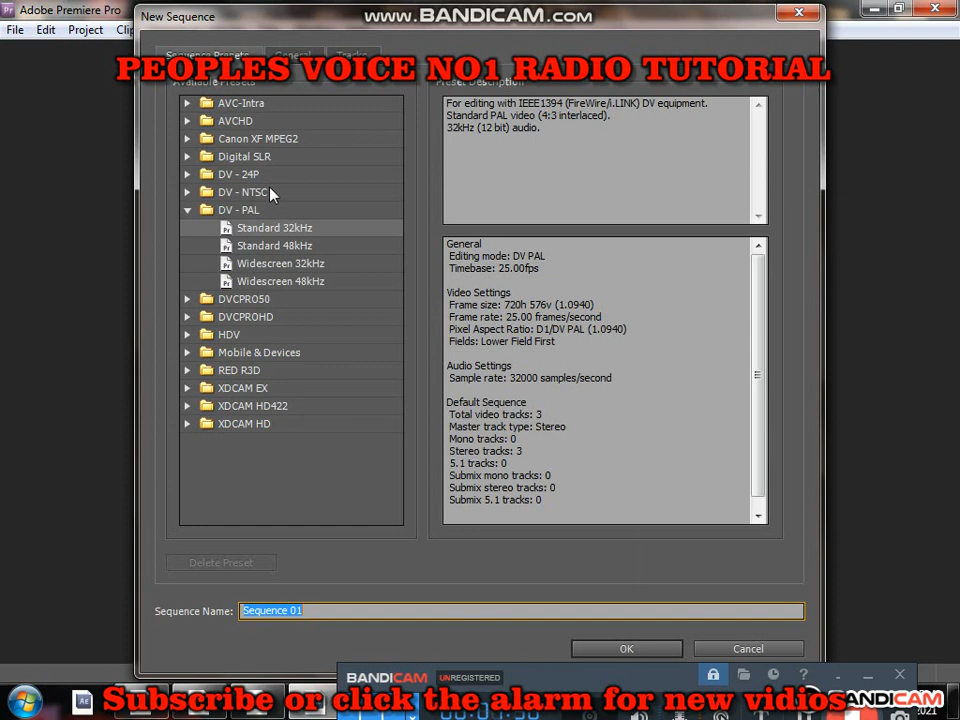 Adobe Premiere Pro
New Sequence
WWW.BANDICAM.COM
File Edit Project
Sequence Presets General Tracks
PEOPLES VOICE NO1 RADIO TUTORIAL
Available Presets
Preset Description
AVC-Intra
AVCHD
Canon XF MPEG2
Digital SLR
DV - 24P
DV - NTSC
DV - PAL
Standard 32kHz
Standard 48kHz
Widescreen 32kHz
Widescreen 48kHz
DVCPRO50
DVCPROHD
HDV
Mobile & Devices
RED R3D
XDCAM EX
XDCAM HD422
XDCAM HD
For editing with IEEE1394 (FireWire/i.LINK) DV equipment.
Standard PAL video (4:3 interlaced).
32kHz (12 bit) audio.
General
Editing mode: DV PAL
Timebase: 25.00fps
Video Settings
Frame size: 720h 576v (1.0940)
Frame rate: 25.00 frames/second
Pixel Aspect Ratio: D1/DV PAL (1.0940)
Fields: Lower Field First
Audio Settings
Sample rate: 32000 samples/second
Default Sequence
Total video tracks: 3
Master track type: Stereo
Mono tracks: 0
Stereo tracks: 3
5.1 tracks: 0
Submix mono tracks: 0
Submix stereo tracks: 0
Submix 5.1 tracks: 0
Delete Preset
Sequence Name: Sequence 01
OK Cancel
BANDICAM UNREGISTERED
Subscribe or click the alarm for new vidios
BANDICAM